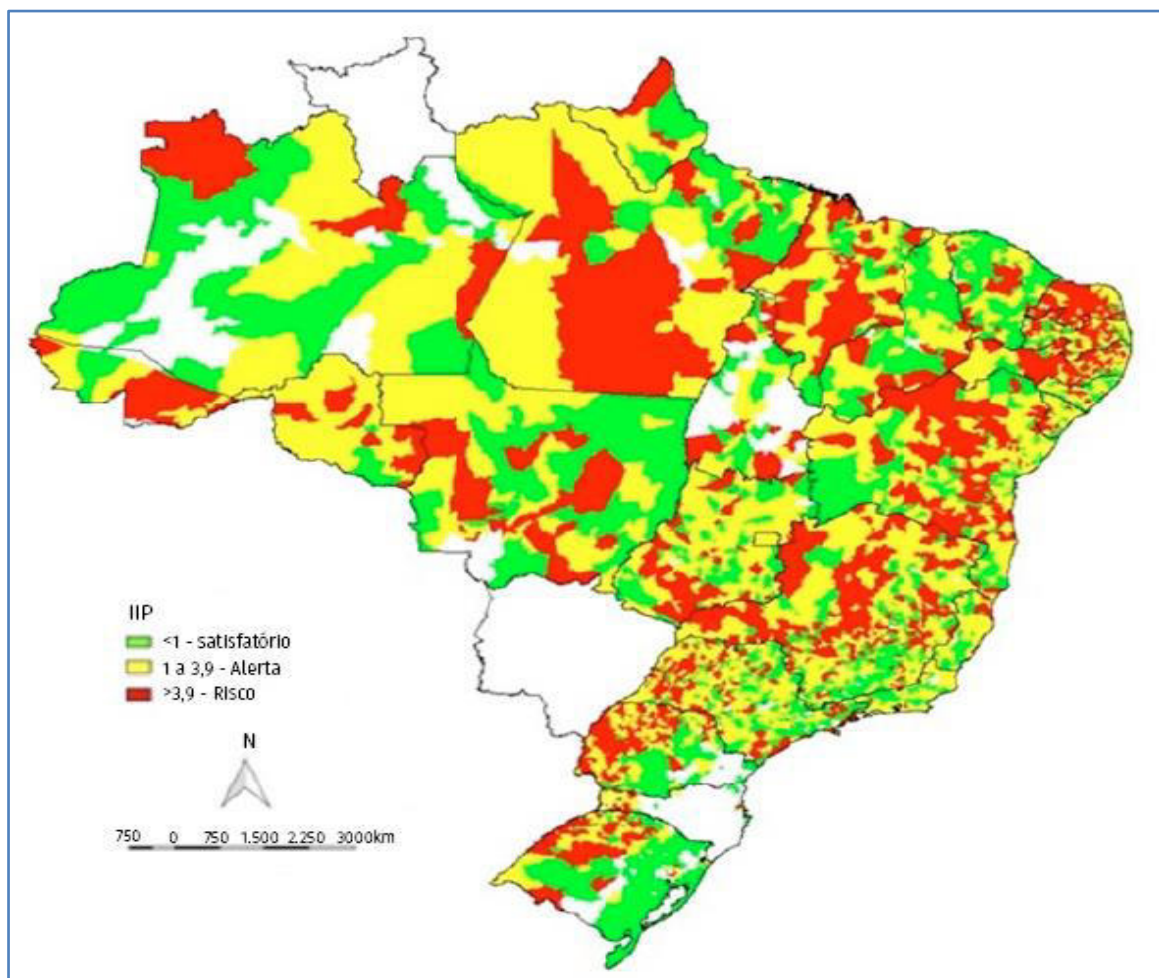 IIP
<1 - satisfatório
1 a 3,9 - Alerta
>3,9 - Risco
N
750 0 750 1.500 2.250 3000km